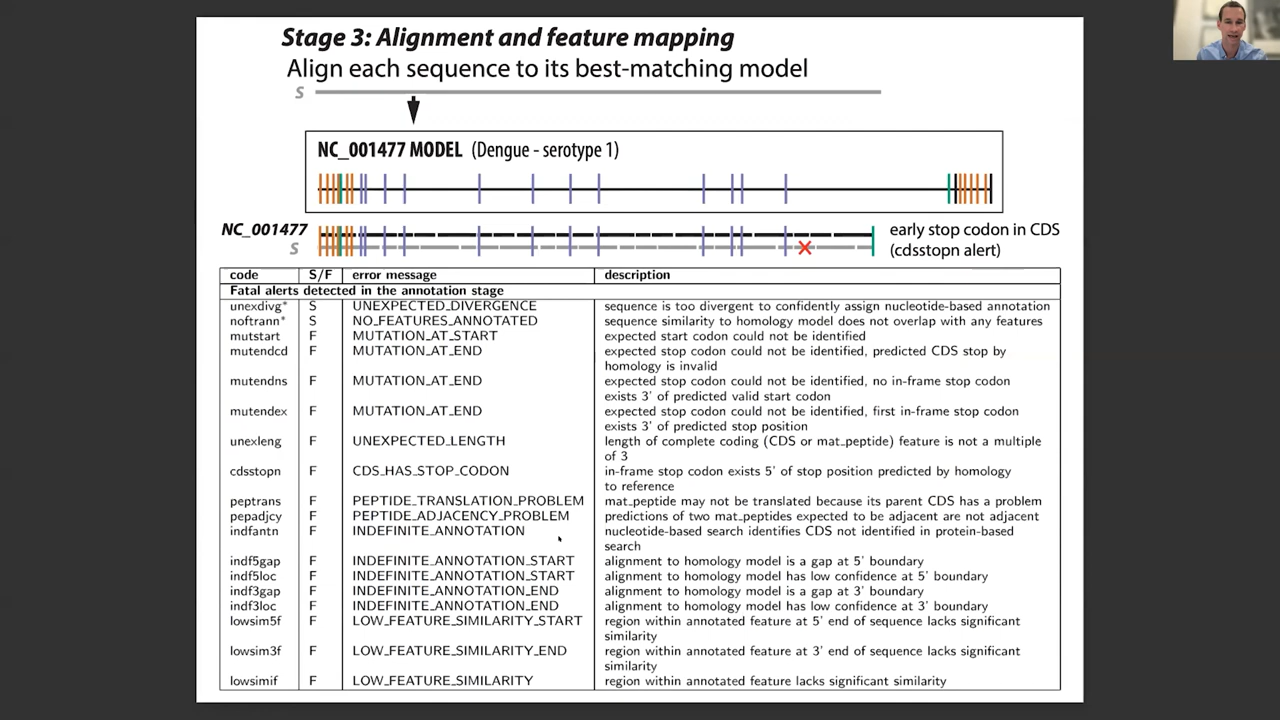 Stage 3: Alignment and feature mapping
Align each sequence to its best-matching model
S
NC_001477 MODEL (Dengue - serotype 1)
NC_001477
S
early stop codon in CDS
(cdsstopn alert)
code S/F error message description
Fatal alerts detected in the annotation stage
unexdivg* S UNEXPECTED_DIVERGENCE sequence is too divergent to confidently assign nucleotide-based annotation
noftrann* S NO_FEATURES_ANNOTATED sequence similarity to homology model does not overlap with any features
mutstart F MUTATION_AT_START expected start codon could not be identified
mutendcd F MUTATION_AT_END expected stop codon could not be identified, predicted CDS stop by
homology is invalid
mutendns F MUTATION_AT_END expected stop codon could not be identified, no in-frame stop codon
exists 3' of predicted valid start codon
mutendex F MUTATION_AT_END expected stop codon could not be identified, first in-frame stop codon
exists 3' of predicted stop position
unexleng F UNEXPECTED_LENGTH length of complete coding (CDS or mat_peptide) feature is not a multiple
of 3
cdsstopn F CDS_HAS_STOP_CODON in-frame stop codon exists 5' of stop position predicted by homology
to reference
peptrans F PEPTIDE_TRANSLATION_PROBLEM mat_peptide may not be translated because its parent CDS has a problem
pepadjcy F PEPTIDE_ADJACENCY_PROBLEM predictions of two mat_peptides expected to be adjacent are not adjacent
indfantn F INDEFINITE_ANNOTATION nucleotide-based search identifies CDS not identified in protein-based
search
indf5gap F INDEFINITE_ANNOTATION_START alignment to homology model is a gap at 5' boundary
indf5loc F INDEFINITE_ANNOTATION_START alignment to homology model has low confidence at 5' boundary
indf3gap F INDEFINITE_ANNOTATION_END alignment to homology model is a gap at 3' boundary
indf3loc F INDEFINITE_ANNOTATION_END alignment to homology model has low confidence at 3' boundary
lowsim5f F LOW_FEATURE_SIMILARITY_START region within annotated feature at 5' end of sequence lacks significant
similarity
lowsim3f F LOW_FEATURE_SIMILARITY_END region within annotated feature at 3' end of sequence lacks significant
similarity
lowsimif F LOW_FEATURE_SIMILARITY region within annotated feature lacks significant similarity